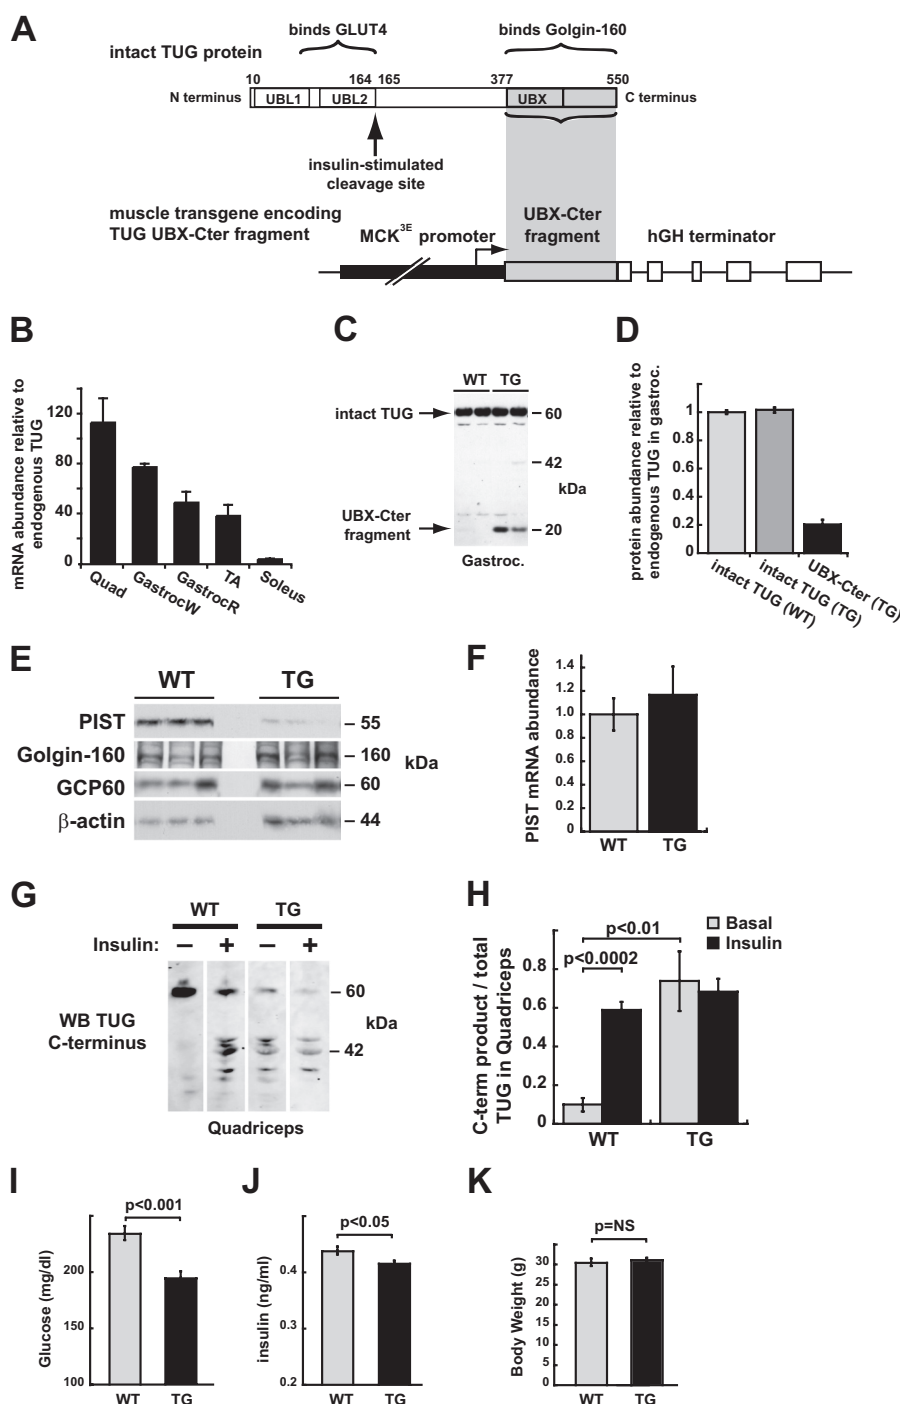 A
binds GLUT4
binds Golgin-160
intact TUG protein
10
164
165
377
550
N terminus
UBL1
UBL2
UBX
C terminus
insulin-stimulated
cleavage site
muscle transgene encoding
TUG UBX-Cter fragment
MCK3E promoter
UBX-Cter
fragment
hGH terminator
B
mRNA abundance relative to
endogenous TUG
120
80
40
0
Quad
GastrocW
GastrocR
TA
Soleus
C
WT
TG
intact TUG
60
42
kDa
UBX-Cter
fragment
20
Gastroc.
D
protein abundance relative to
endogenous TUG in gastroc.
1
0.8
0.6
0.4
0.2
0
intact TUG (WT)
intact TUG (TG)
UBX-Cter (TG)
E
WT
TG
PIST
55
Golgin-160
160
kDa
GCP60
60
β-actin
44
F
PIST mRNA abundance
1.4
1.2
1.0
0.8
0.6
0.4
0.2
0
WT
TG
G
WT
TG
Insulin:
–
+
–
+
WB TUG
C-terminus
60
kDa
42
Quadriceps
H
Basal
Insulin
p<0.01
p<0.0002
C-term product / total
TUG in Quadriceps
0.8
0.6
0.4
0.2
0
WT
TG
I
p<0.001
Glucose (mg/dl)
200
150
100
WT
TG
J
p<0.05
insulin (ng/ml)
0.4
0.3
0.2
WT
TG
K
p=NS
Body Weight (g)
35
30
25
20
15
10
5
0
WT
TG